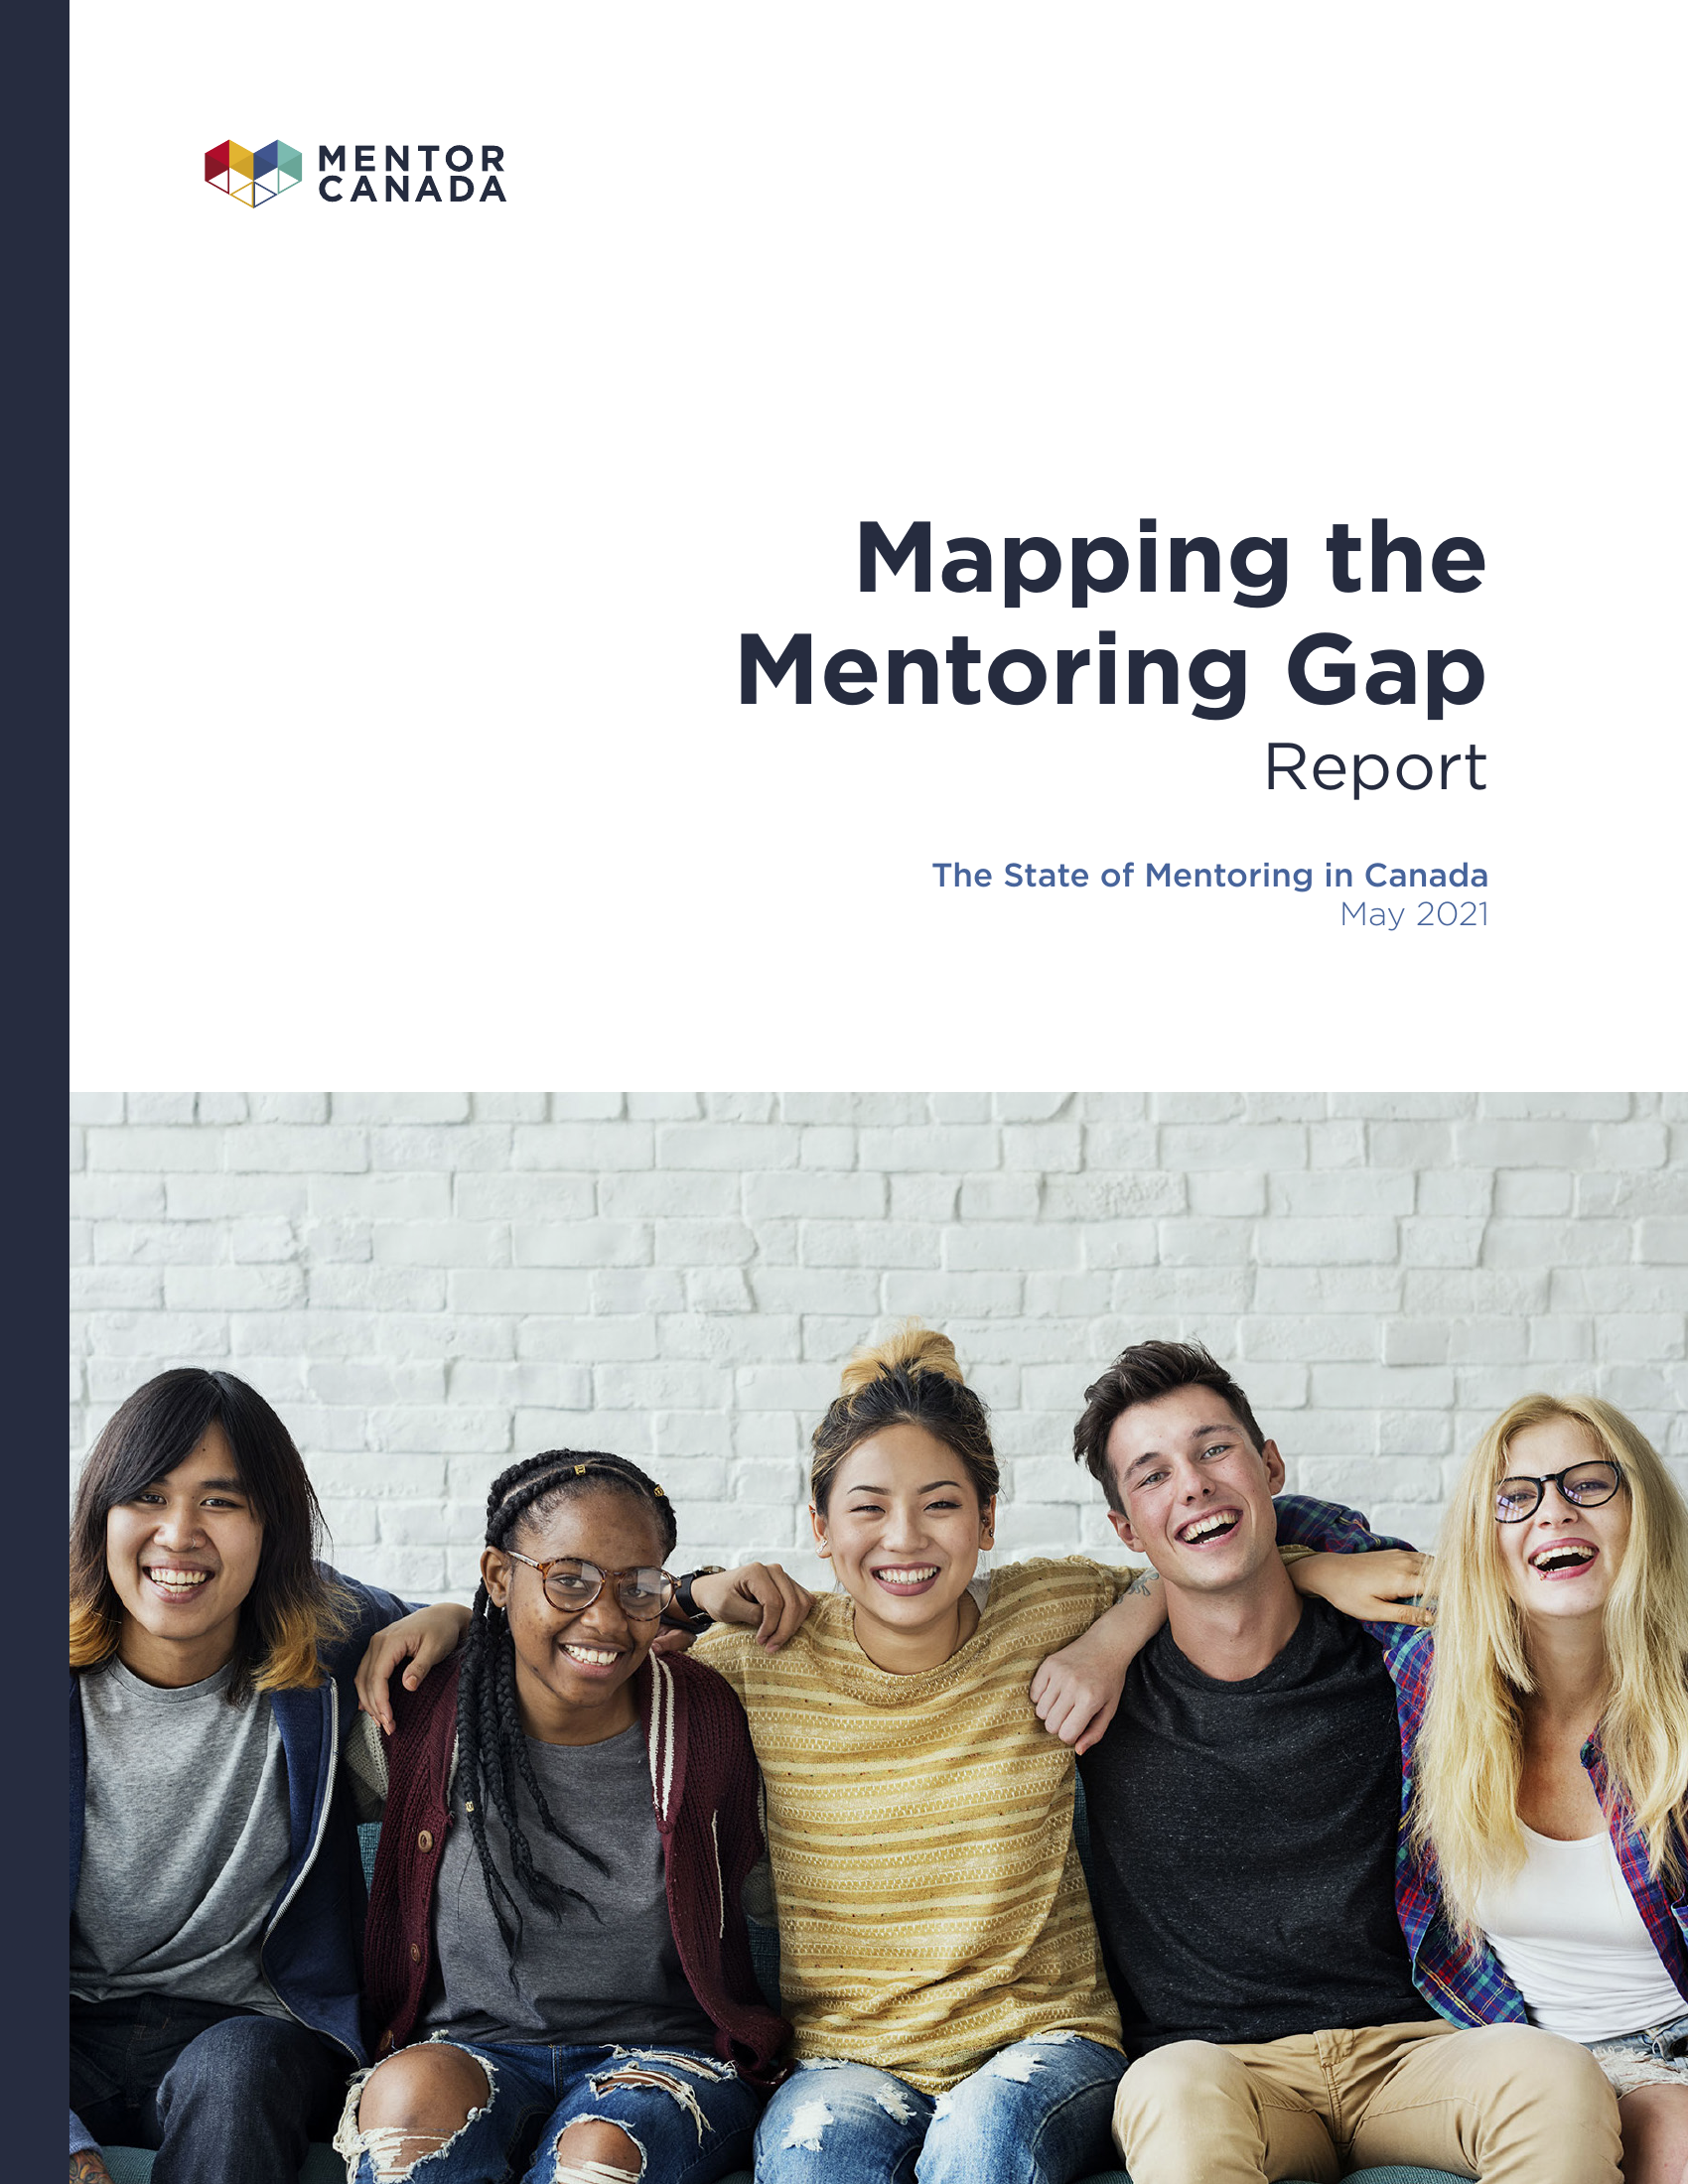 MENTOR
CANADA
Mapping the
Mentoring Gap
Report
The State of Mentoring in Canada
May 2021